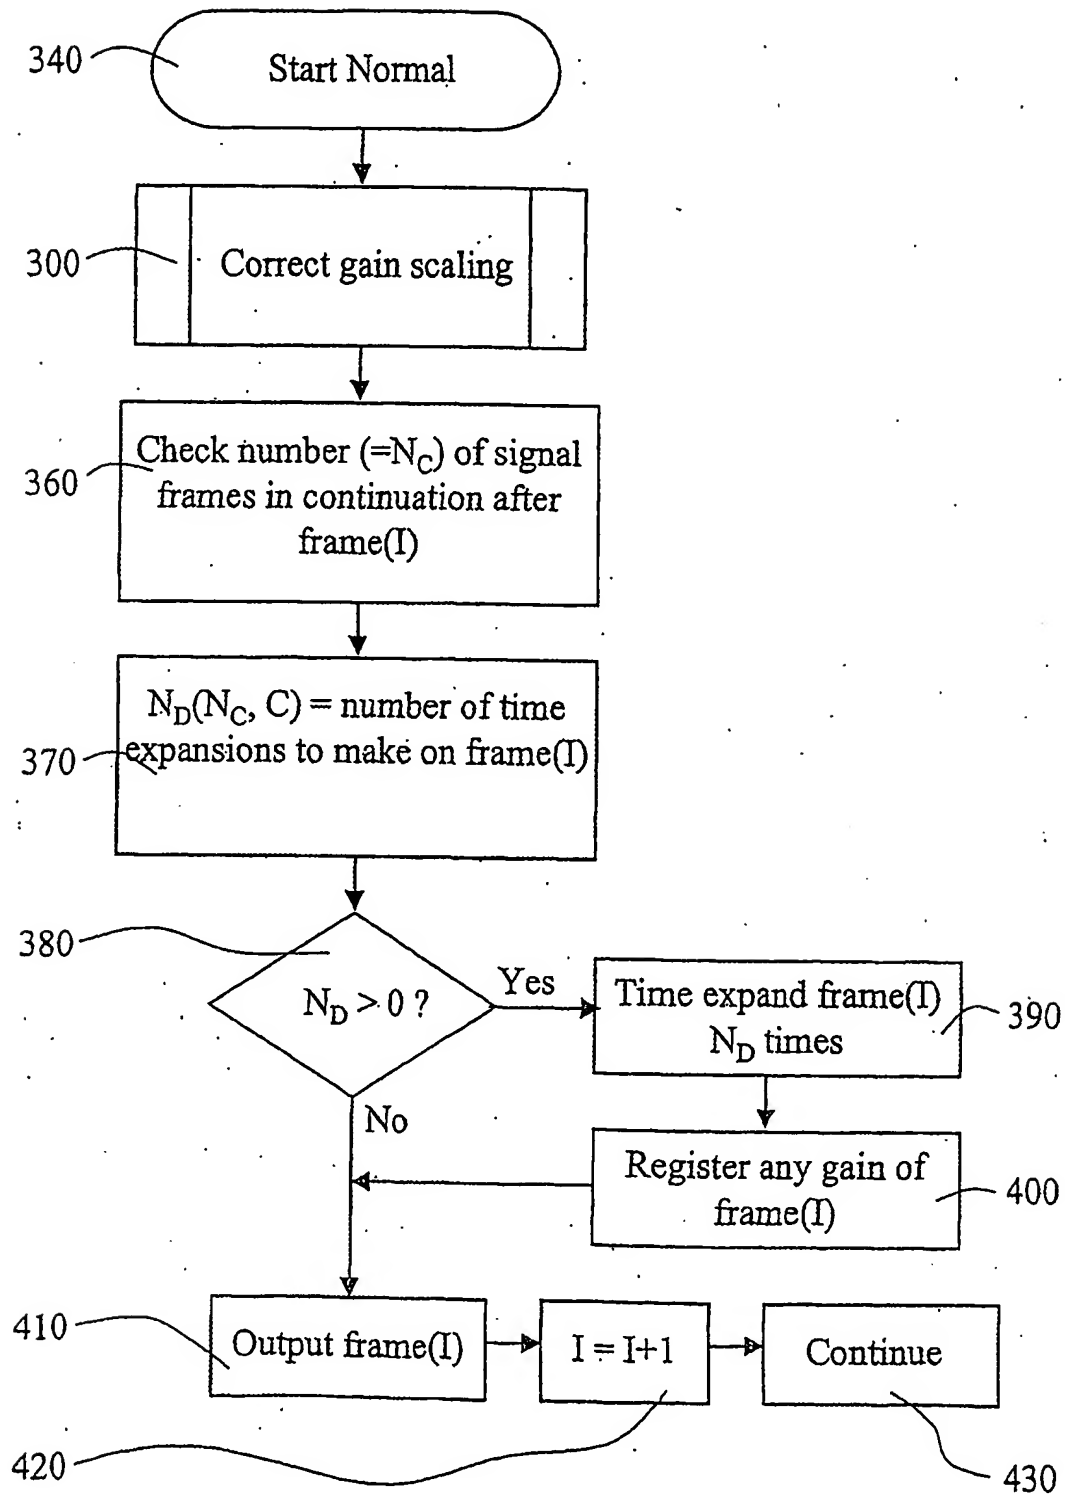 340
Start Normal
300
Correct gain scaling
360
Check number (=N_C) of signal
frames in continuation after
frame(I)
370
N_D(N_C, C) = number of time
expansions to make on frame(I)
380
N_D > 0 ?
Yes
Time expand frame(I)
N_D times
390
No
Register any gain of
frame(I)
400
410
Output frame(I)
I = I+1
Continue
420
430